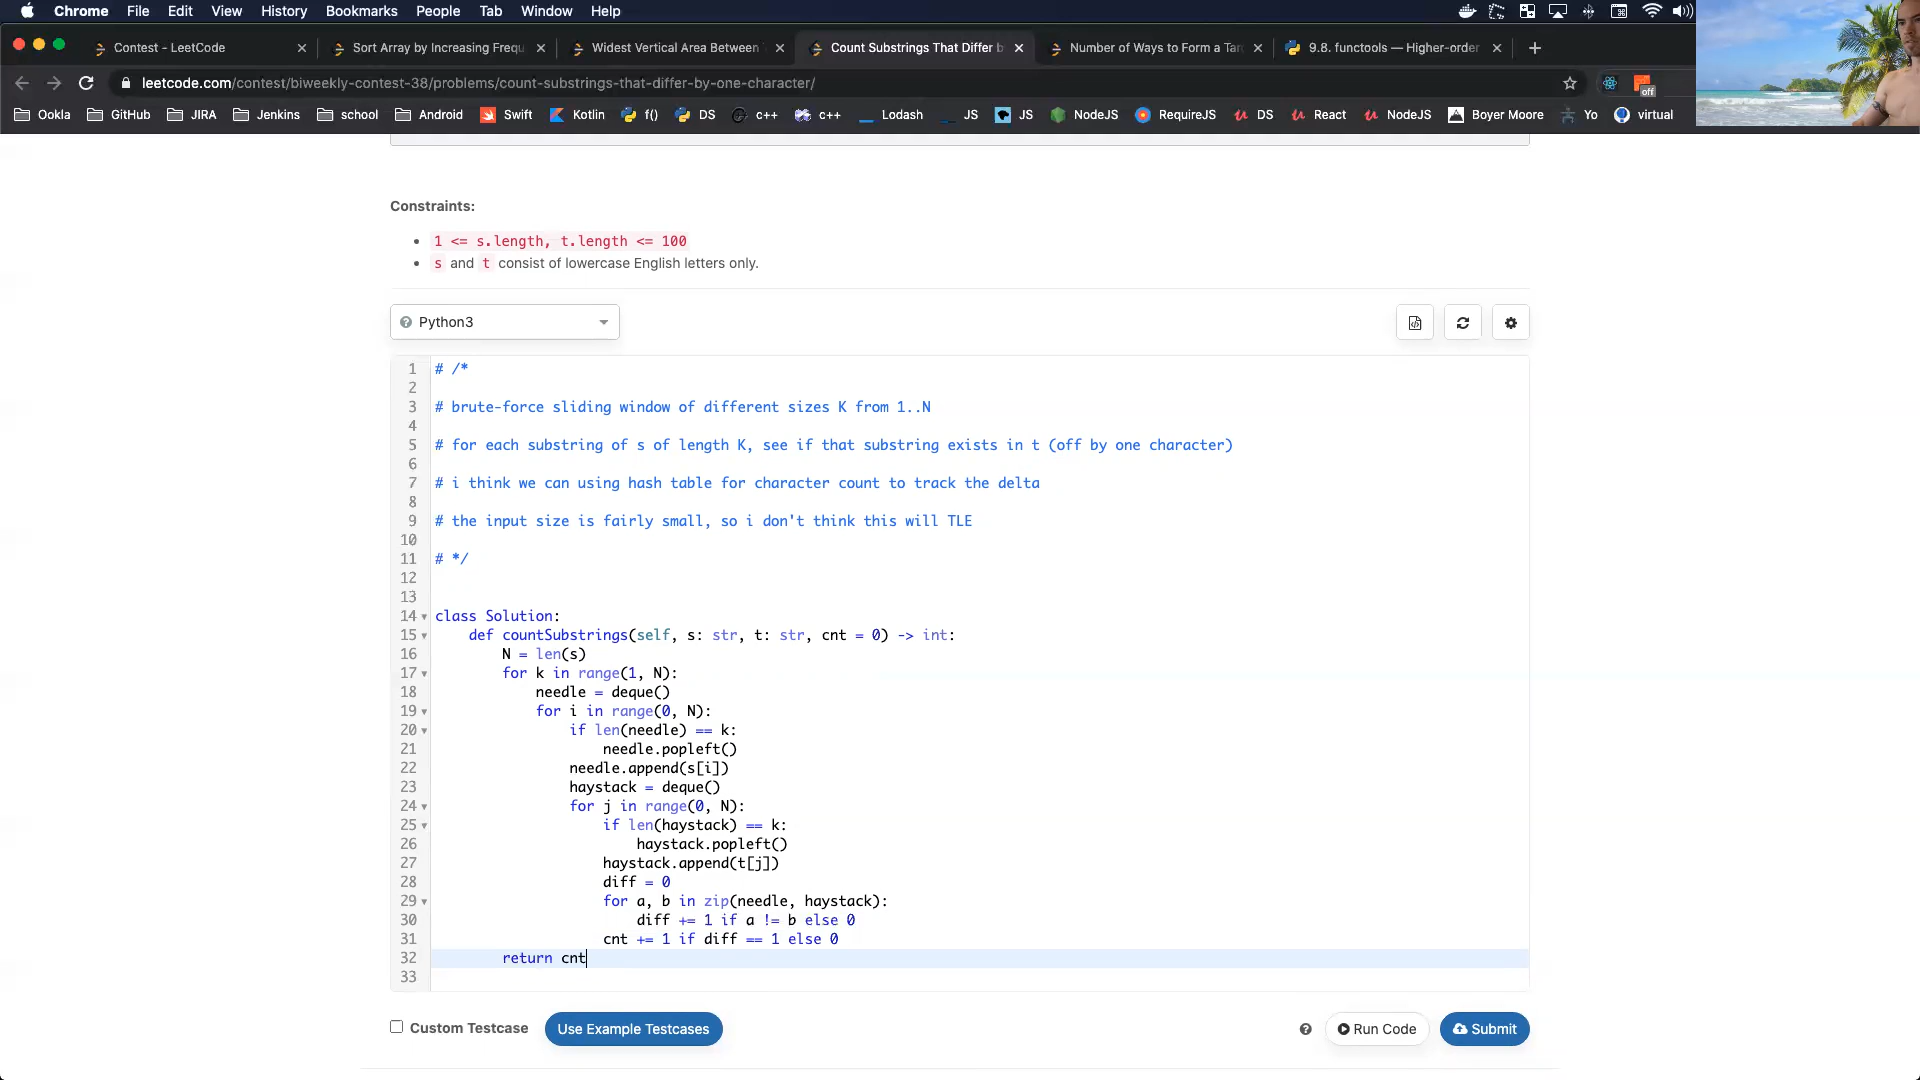 Chrome File Edit View History Bookmarks People Tab Window Help
Contest - LeetCode
Sort Array by Increasing Frequ
Widest Vertical Area Between
Count Substrings That Differ b
Number of Ways to Form a Tar
9.8. functools — Higher-order
leetcode.com/contest/biweekly-contest-38/problems/count-substrings-that-differ-by-one-character/
off
Ookla GitHub JIRA Jenkins school Android Swift Kotlin f() DS c++ c++ Lodash JS JS NodeJS RequireJS DS React NodeJS Boyer Moore Yo virtual
Constraints:
1 <= s.length, t.length <= 100
s and t consist of lowercase English letters only.
Python3
1 # /*
2
3 # brute-force sliding window of different sizes K from 1..N
4
5 # for each substring of s of length K, see if that substring exists in t (off by one character)
6
7 # i think we can using hash table for character count to track the delta
8
9 # the input size is fairly small, so i don't think this will TLE
10
11 # */
12
13
14 class Solution:
15     def countSubstrings(self, s: str, t: str, cnt = 0) -> int:
16         N = len(s)
17         for k in range(1, N):
18             needle = deque()
19             for i in range(0, N):
20                 if len(needle) == k:
21                     needle.popleft()
22                 needle.append(s[i])
23                 haystack = deque()
24                 for j in range(0, N):
25                     if len(haystack) == k:
26                         haystack.popleft()
27                     haystack.append(t[j])
28                     diff = 0
29                     for a, b in zip(needle, haystack):
30                         diff += 1 if a != b else 0
31                     cnt += 1 if diff == 1 else 0
32         return cnt
33
Custom Testcase Use Example Testcases Run Code Submit